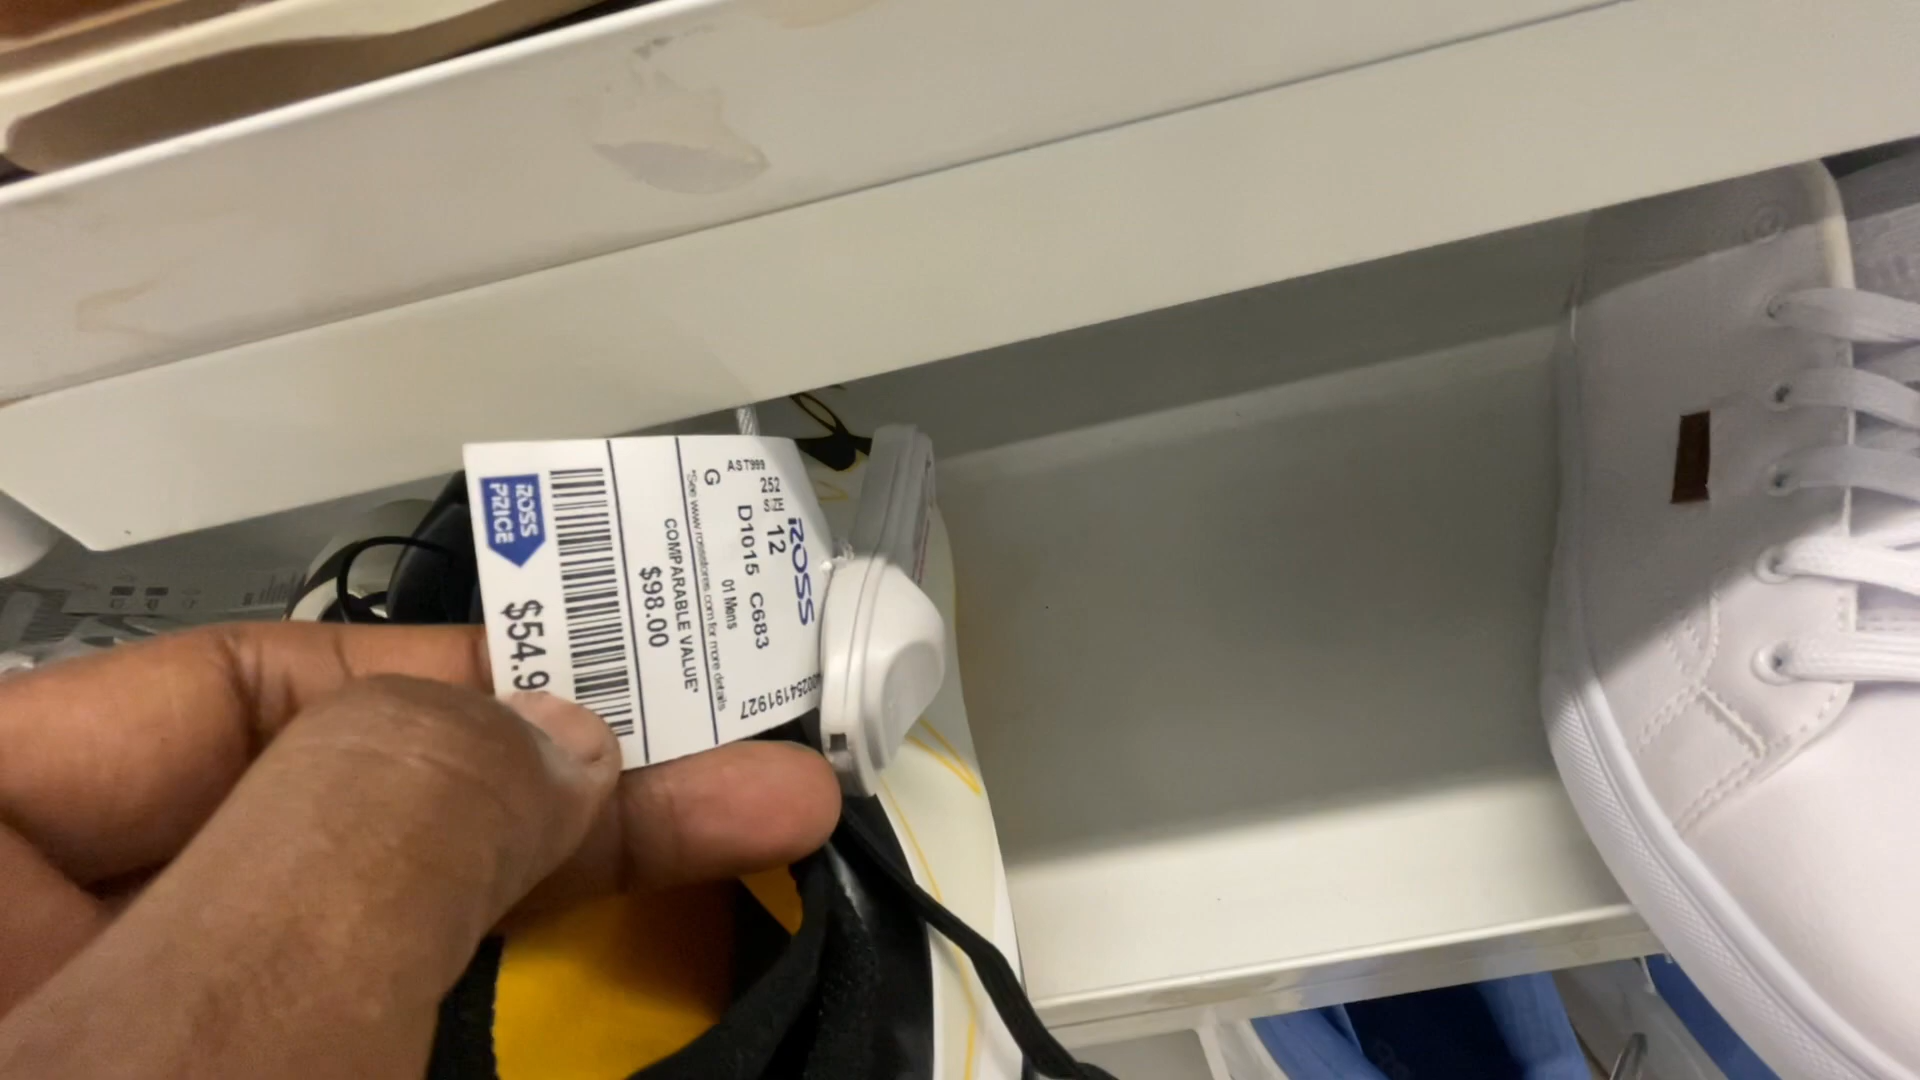 ROSS
AST999
252
SZ 12
D1015 C683
G
01 Mens
400254191927
*See www.rossstores.com for more details
COMPARABLE VALUE*
$98.00
ROSS
PRICE
$54.9